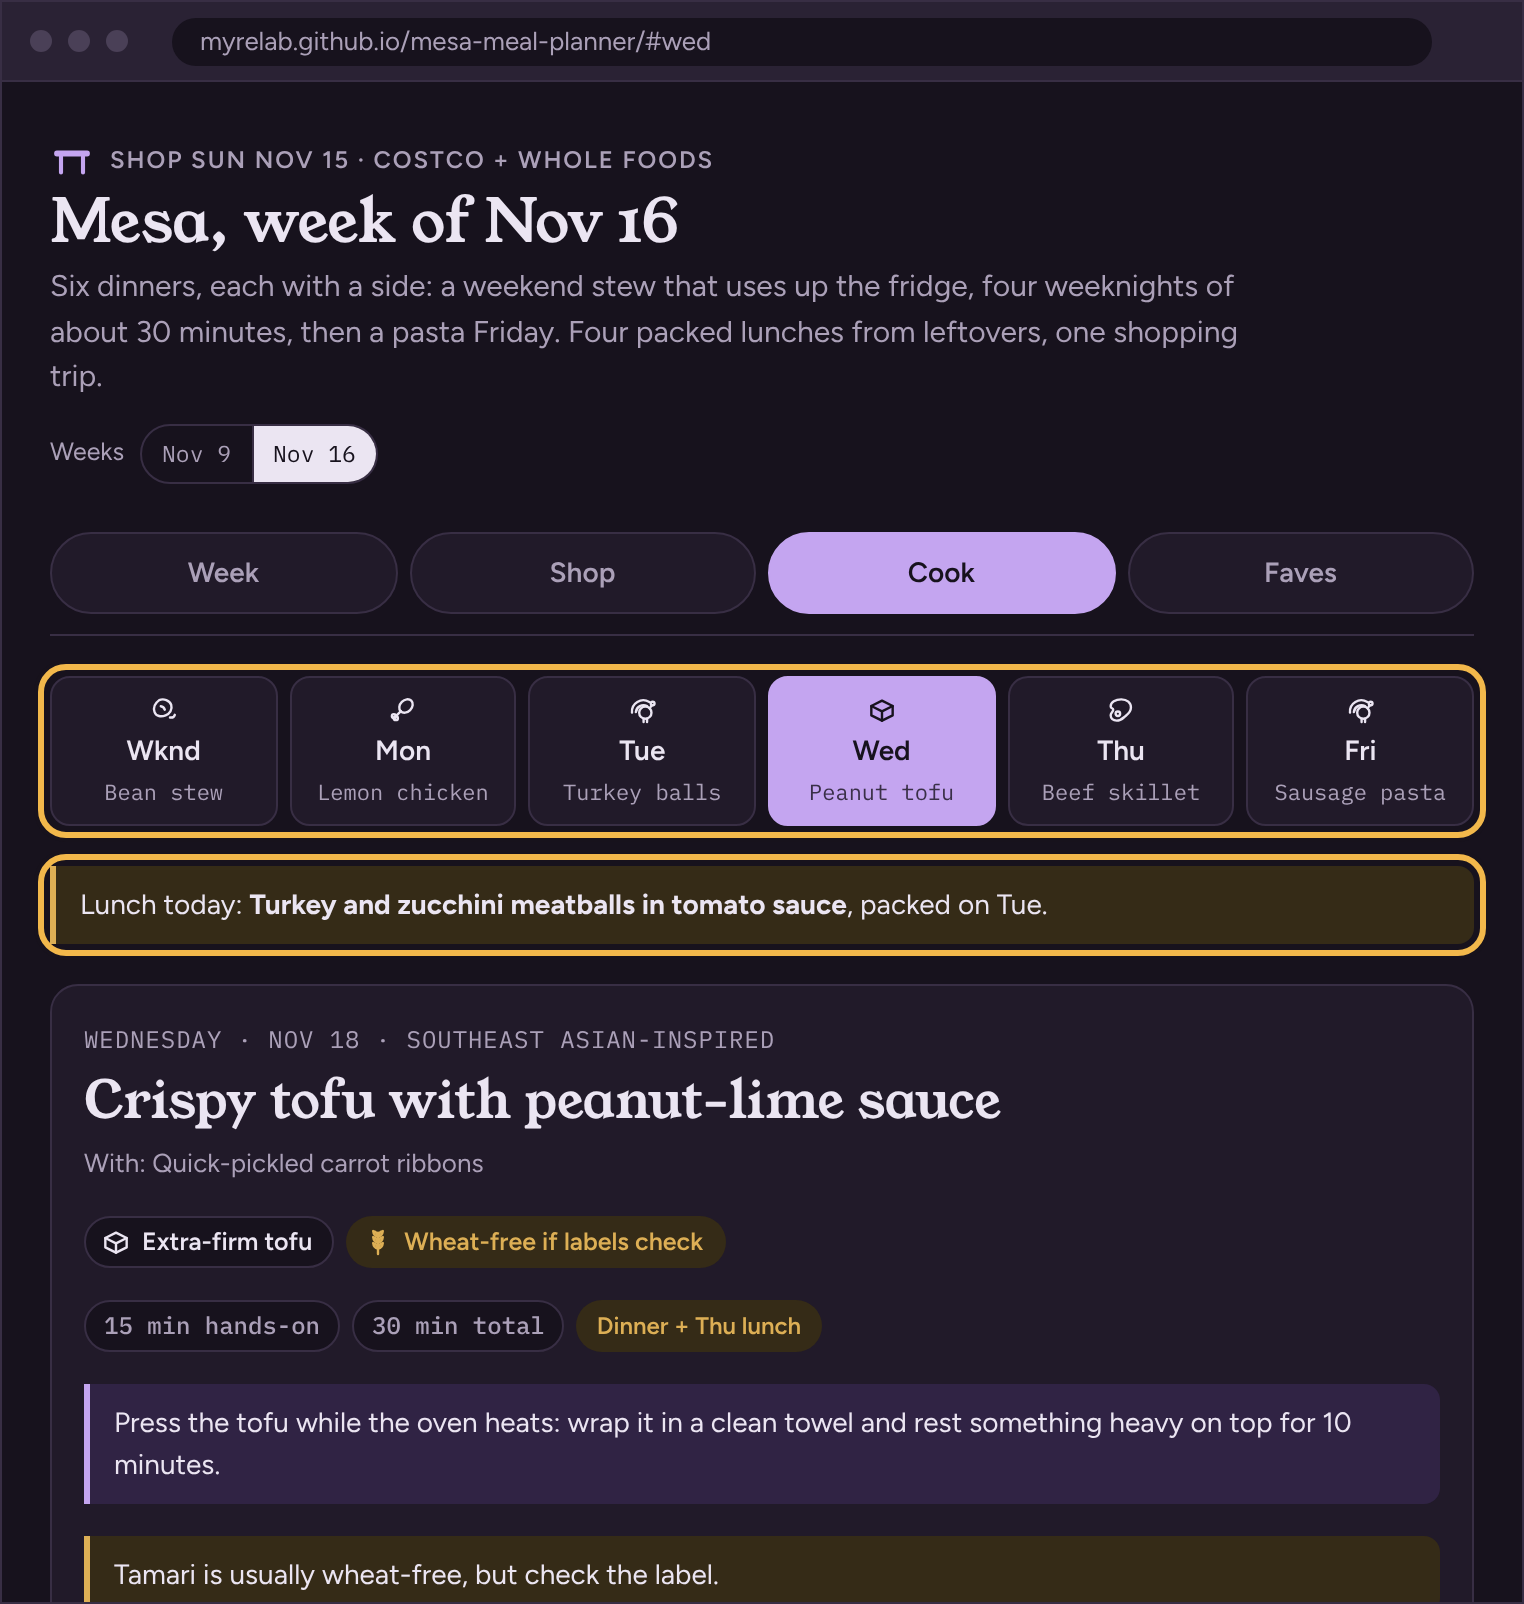 myrelab.github.io/mesa-meal-planner/#wed
SHOP SUN NOV 15 · COSTCO + WHOLE FOODS
Mesa, week of Nov 16
Six dinners, each with a side: a weekend stew that uses up the fridge, four weeknights of
about 30 minutes, then a pasta Friday. Four packed lunches from leftovers, one shopping
trip.
Weeks Nov 9 Nov 16
Week Shop Cook Faves
Wknd Mon Tue Wed Thu Fri
Bean stew Lemon chicken Turkey balls Peanut tofu Beef skillet Sausage pasta
Lunch today: Turkey and zucchini meatballs in tomato sauce, packed on Tue.
WEDNESDAY · NOV 18 · SOUTHEAST ASIAN-INSPIRED
Crispy tofu with peanut-lime sauce
With: Quick-pickled carrot ribbons
Extra-firm tofu Wheat-free if labels check
15 min hands-on 30 min total Dinner + Thu lunch
Press the tofu while the oven heats: wrap it in a clean towel and rest something heavy on top for 10
minutes.
Tamari is usually wheat-free, but check the label.